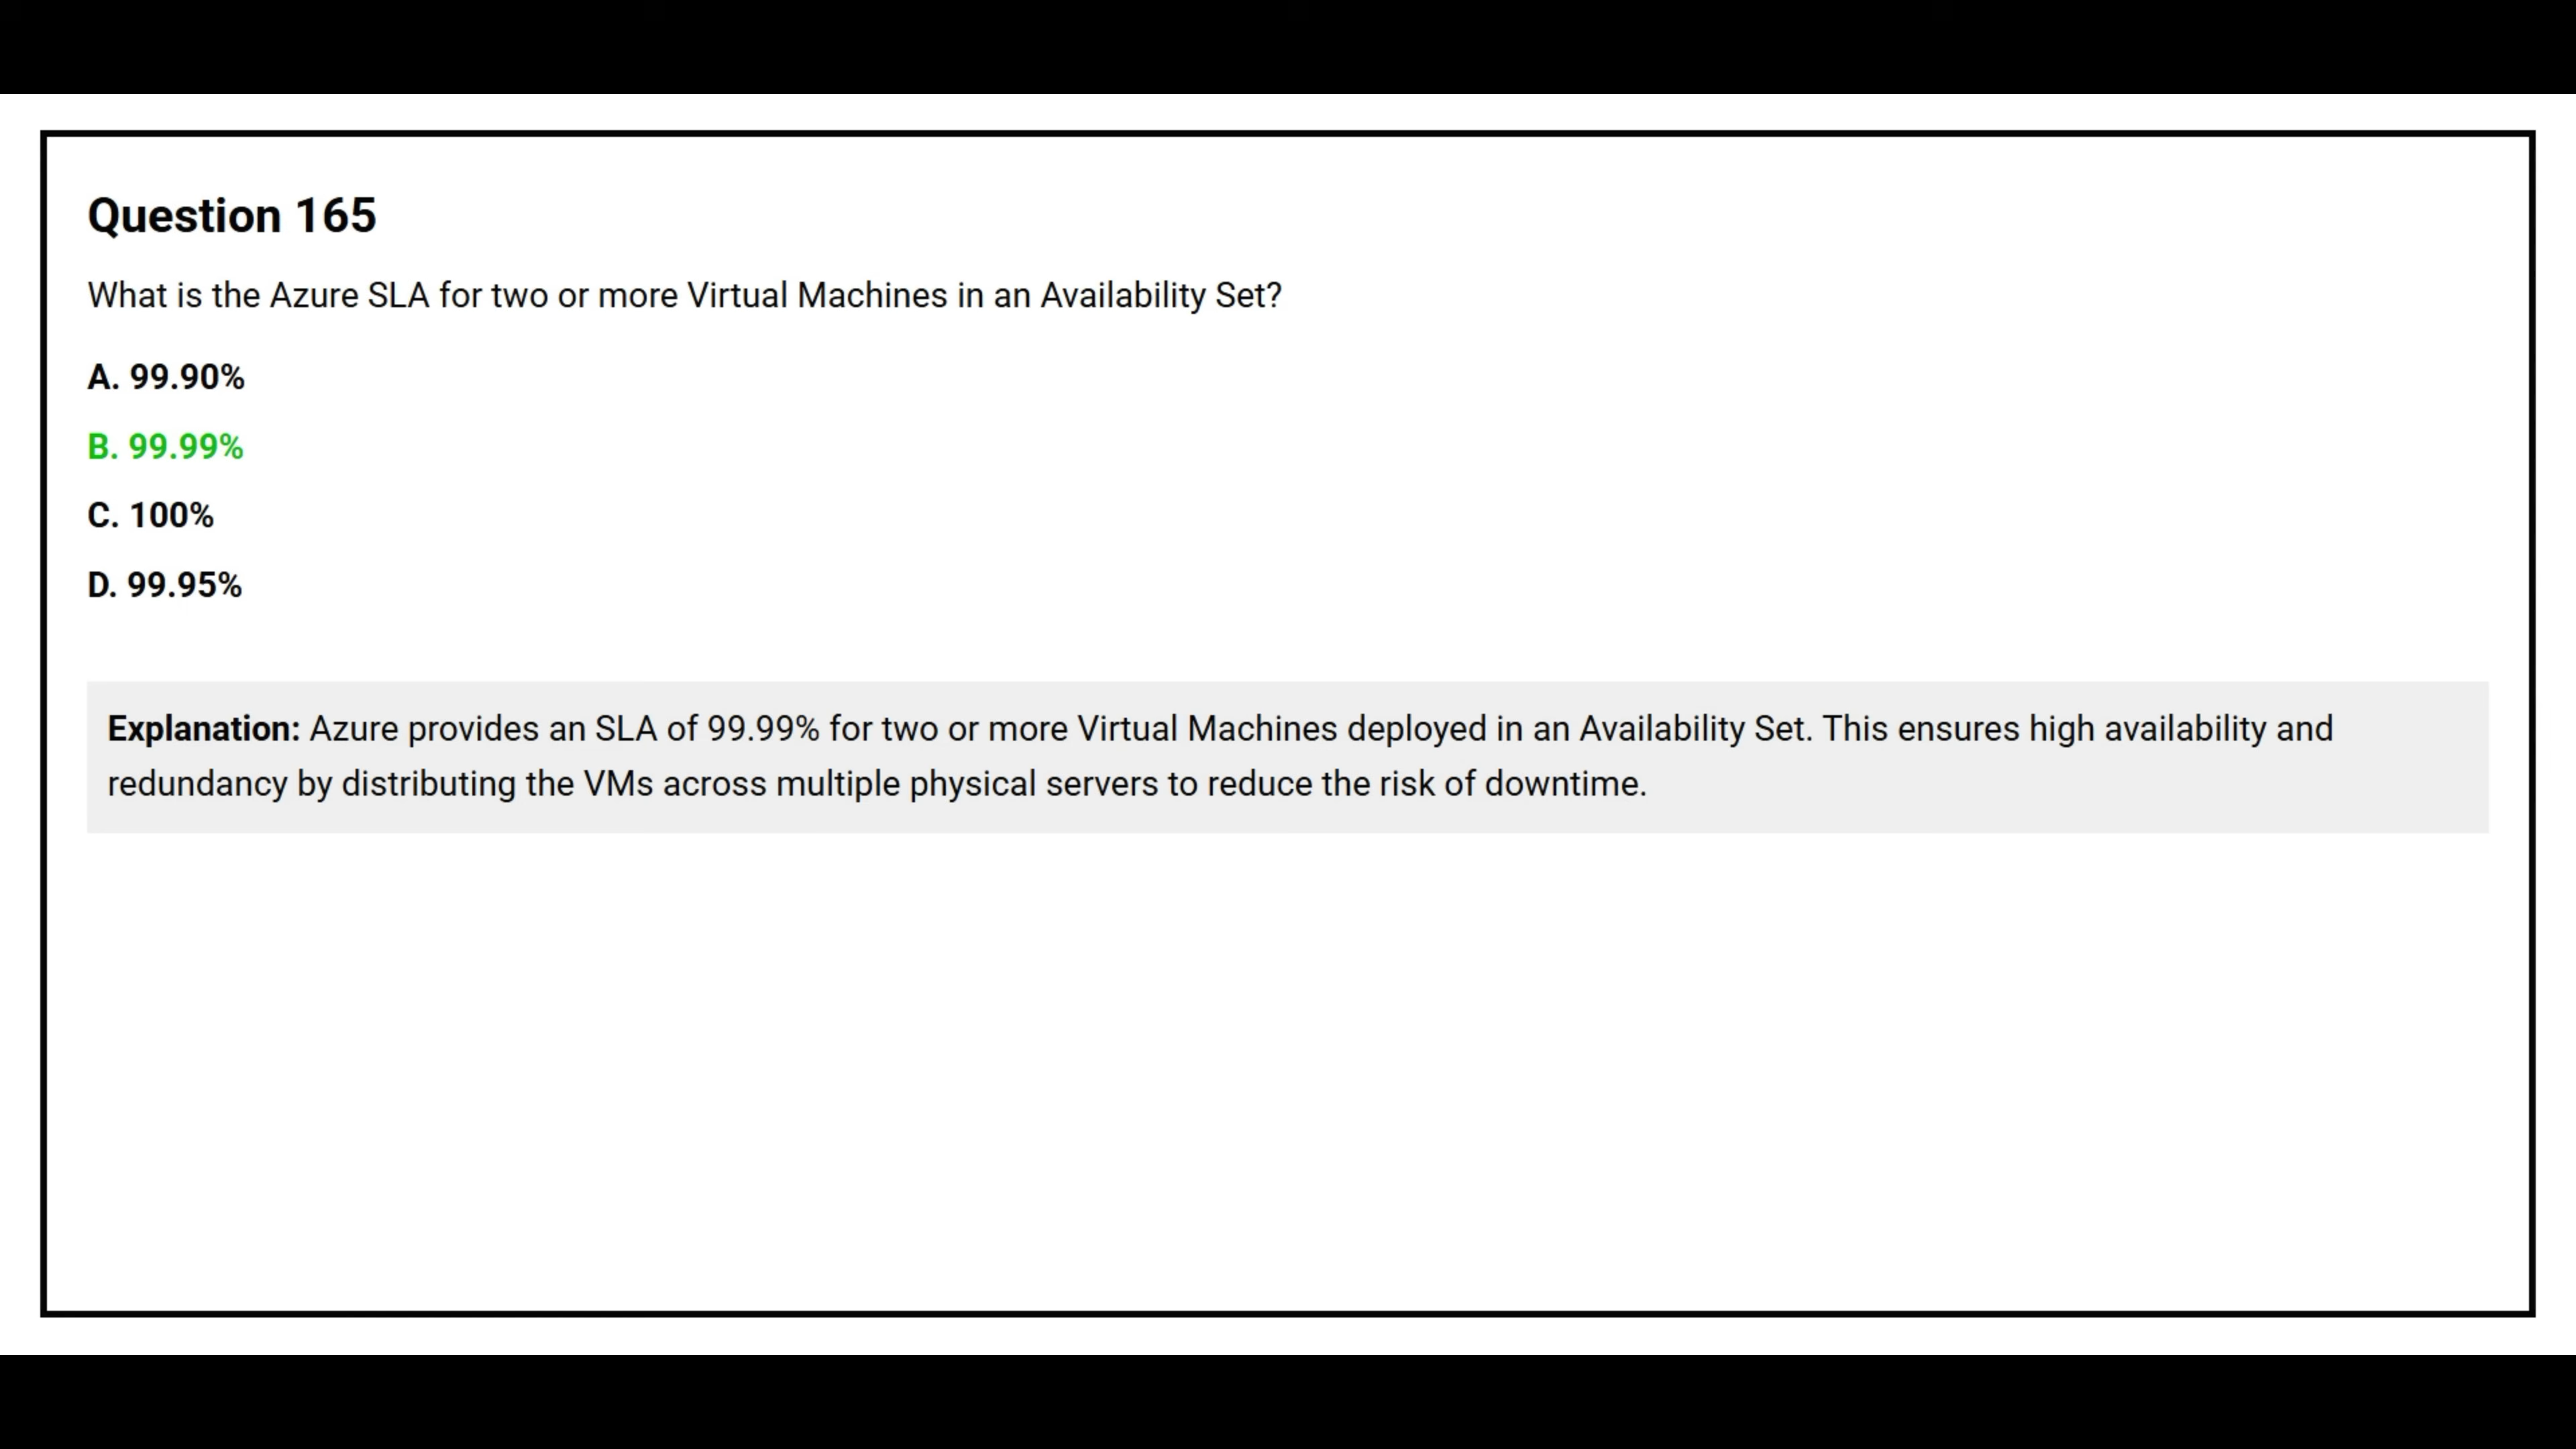 Question 165
What is the Azure SLA for two or more Virtual Machines in an Availability Set?
A. 99.90%
B. 99.99%
C. 100%
D. 99.95%
Explanation: Azure provides an SLA of 99.99% for two or more Virtual Machines deployed in an Availability Set. This ensures high availability and
redundancy by distributing the VMs across multiple physical servers to reduce the risk of downtime.